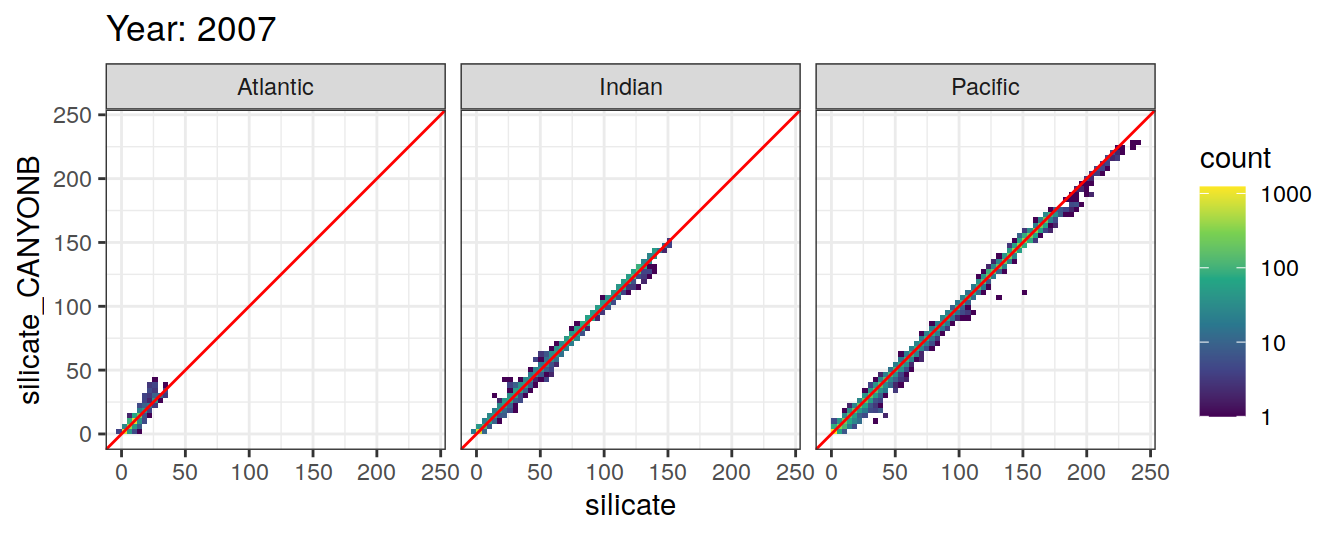 Year: 2007
Atlantic
Indian
Pacific
250
200
150
100
50
0
silicate_CANYONB
0 50 100 150 200 250
0 50 100 150 200 250
0 50 100 150 200 250
silicate
count
1000
100
10
1